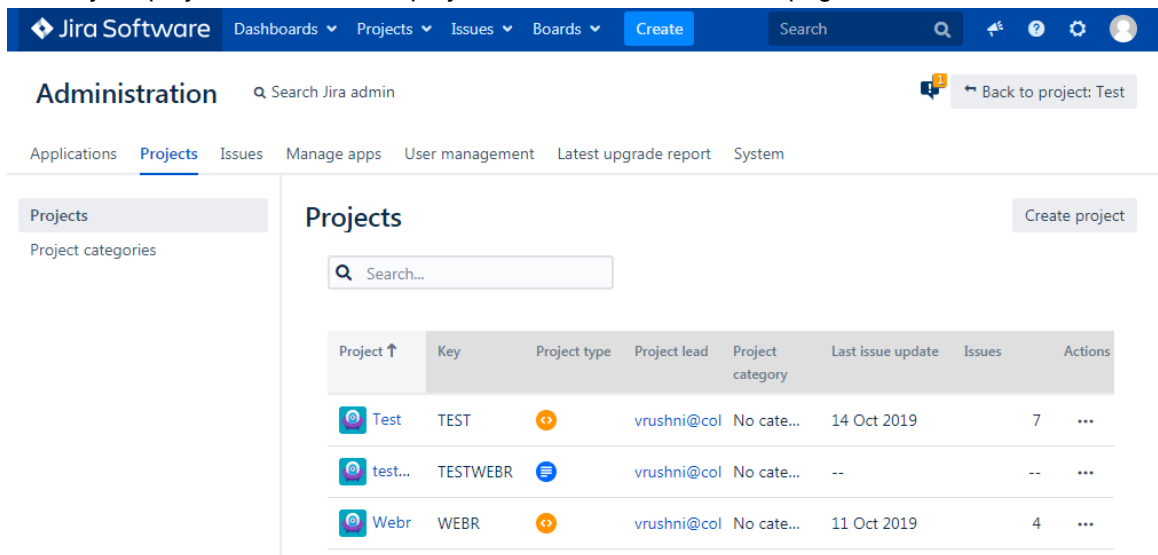 Jira Software Dashboards Projects Issues Boards Create Search
1
Administration Search Jira admin Back to project: Test
Applications Projects Issues Manage apps User management Latest upgrade report System
Projects
Project categories
Projects Create project
Search...
Project ↑ Key Project type Project lead Project category Last issue update Issues Actions
Test TEST vrushni@col No cate... 14 Oct 2019 7 ...
test... TESTWEBR vrushni@col No cate... -- -- ...
Webr WEBR vrushni@col No cate... 11 Oct 2019 4 ...